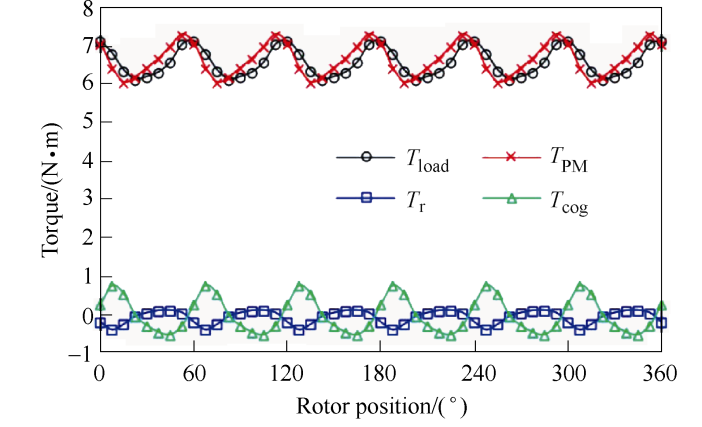 8
7
6
5
4
3
2
1
0
−1
Torque/(N•m)
T_load T_PM
T_r T_cog
0 60 120 180 240 300 360
Rotor position/(°)